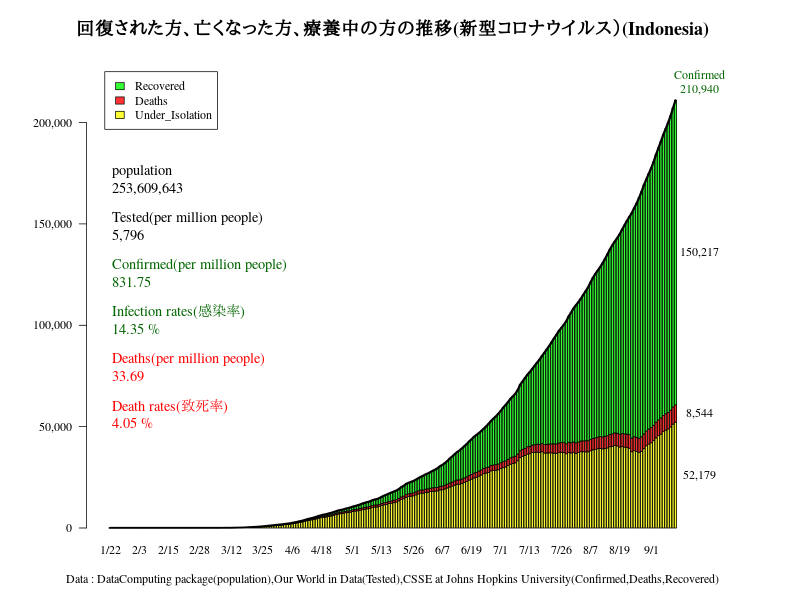 回復された方、亡くなった方、療養中の方の推移(新型コロナウイルス）(Indonesia)
Confirmed
210,940
Recovered
Deaths
Under_Isolation
200,000
150,000
100,000
50,000
0
population
253,609,643
Tested(per million people)
5,796
Confirmed(per million people)
831.75
Infection rates(感染率)
14.35 %
Deaths(per million people)
33.69
Death rates(致死率)
4.05 %
150,217
8,544
52,179
1/22 2/3 2/15 2/28 3/12 3/25 4/6 4/18 5/1 5/13 5/26 6/7 6/19 7/1 7/13 7/26 8/7 8/19 9/1
Data : DataComputing package(population),Our World in Data(Tested),CSSE at Johns Hopkins University(Confirmed,Deaths,Recovered)